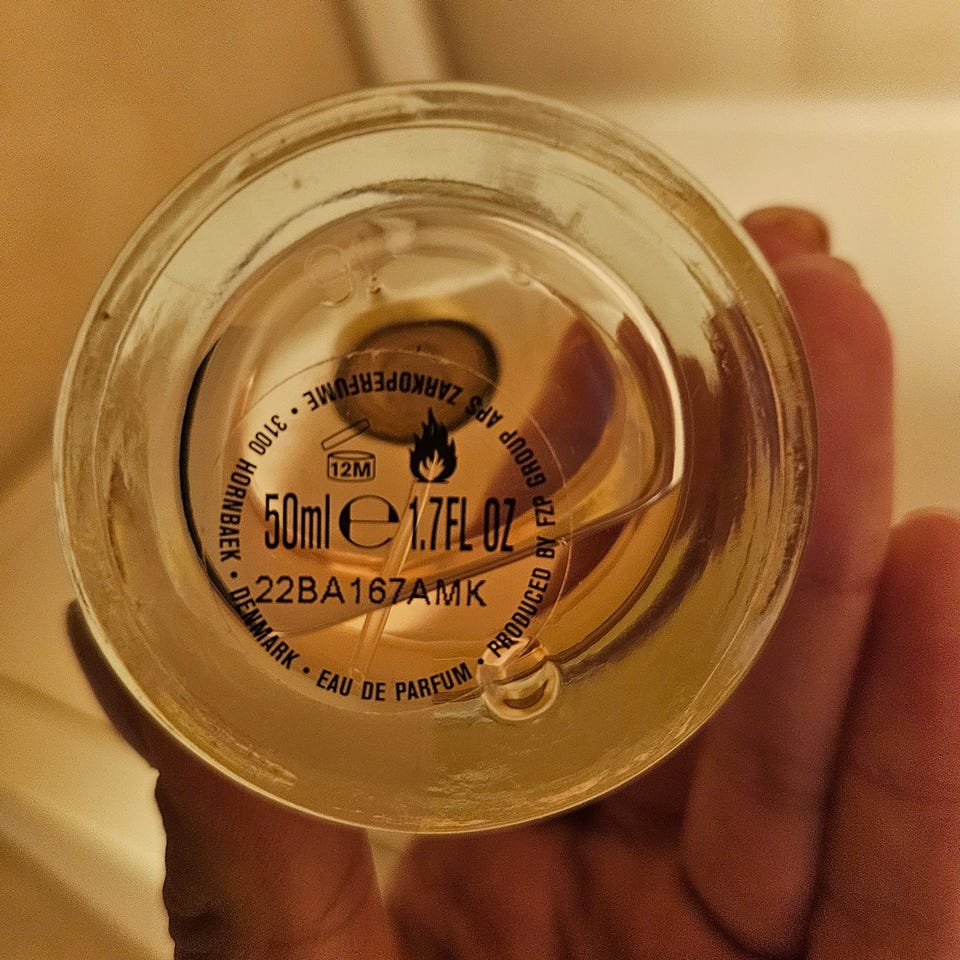 ZARKOPERFUME • 3100 HORNBAEK • DENMARK • EAU DE PARFUM • PRODUCED BY FZP GROUP APS
12M
50ml e 1.7FL OZ
22BA167AMK